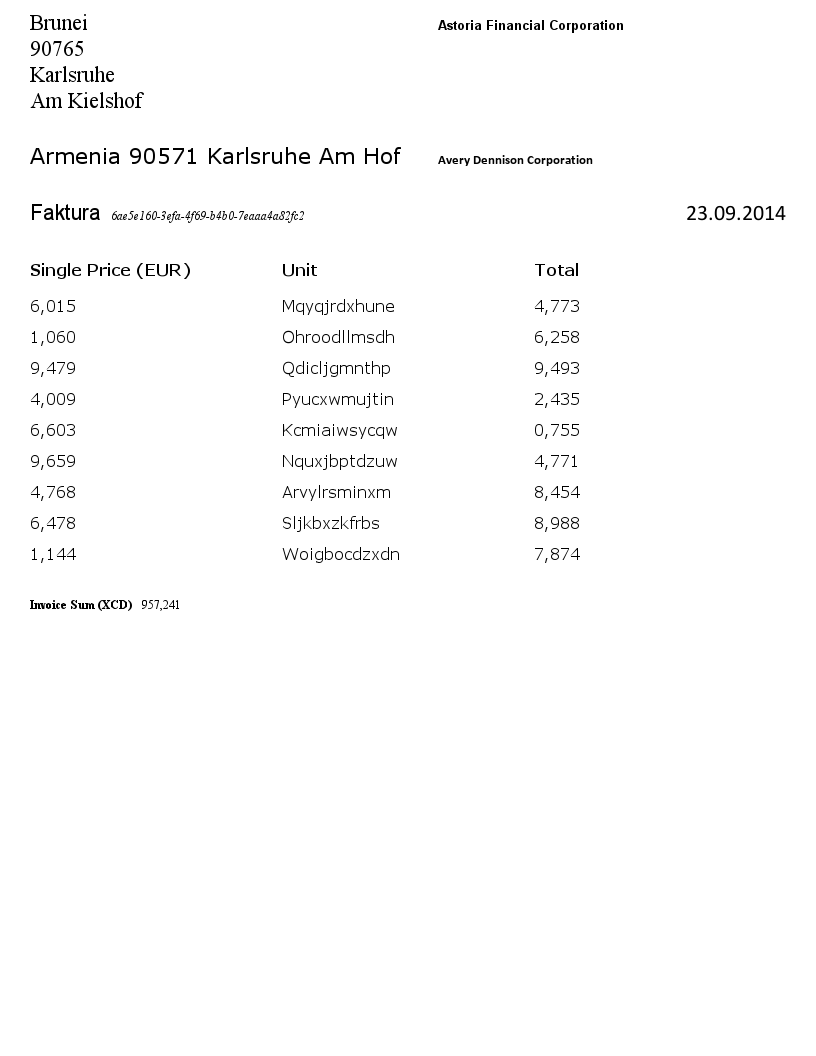 Brunei
90765
Karlsruhe
Am Kielshof
Astoria Financial Corporation
Armenia 90571 Karlsruhe Am Hof
Avery Dennison Corporation
Faktura 6ae5e160-3efa-4f69-b4b0-7eaaa4a82fc2 23.09.2014
Single Price (EUR) Unit Total
6,015 Mqyqjrdxhune 4,773
1,060 Ohroodllmsdh 6,258
9,479 Qdicljgmnthp 9,493
4,009 Pyucxwmujtin 2,435
6,603 Kcmiaiwsycqw 0,755
9,659 Nquxjbptdzuw 4,771
4,768 Arvylrsminxm 8,454
6,478 Sljkbxzkfrbs 8,988
1,144 Woigbocdzxdn 7,874
Invoice Sum (XCD) 957,241